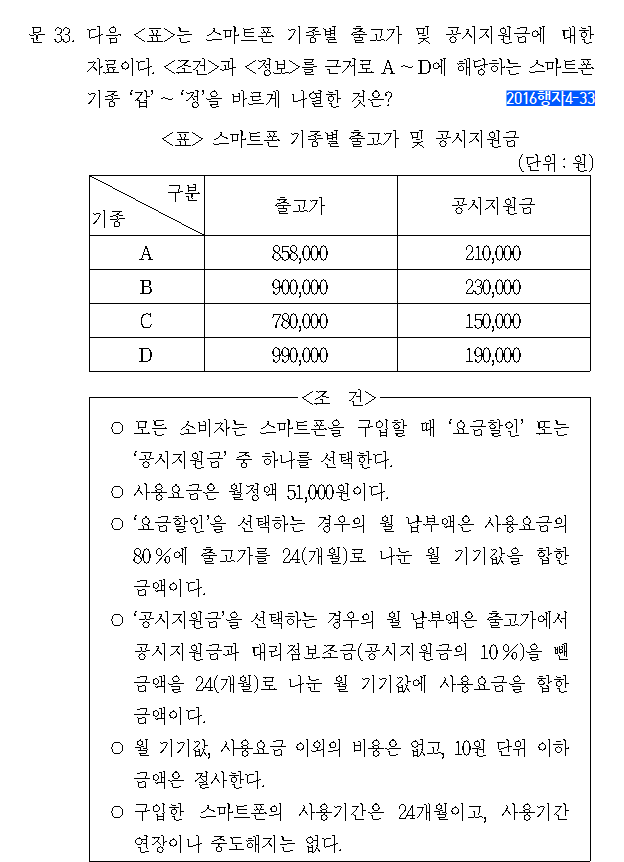 문 33. 다음 <표>는 스마트폰 기종별 출고가 및 공시지원금에 대한
자료이다. <조건>과 <정보>를 근거로 A ~ D에 해당하는 스마트폰
기종 '갑' ~ '정'을 바르게 나열한 것은? 2016행자4-33
<표> 스마트폰 기종별 출고가 및 공시지원금
(단위 : 원)
구분
기종
출고가 공시지원금
A 858,000 210,000
B 900,000 230,000
C 780,000 150,000
D 990,000 190,000
<조 건>
○ 모든 소비자는 스마트폰을 구입할 때 '요금할인' 또는
'공시지원금' 중 하나를 선택한다.
○ 사용요금은 월정액 51,000원이다.
○ '요금할인'을 선택하는 경우의 월 납부액은 사용요금의
80 %에 출고가를 24(개월)로 나눈 월 기기값을 합한
금액이다.
○ '공시지원금'을 선택하는 경우의 월 납부액은 출고가에서
공시지원금과 대리점보조금(공시지원금의 10 %)을 뺀
금액을 24(개월)로 나눈 월 기기값에 사용요금을 합한
금액이다.
○ 월 기기값, 사용요금 이외의 비용은 없고, 10원 단위 이하
금액은 절사한다.
○ 구입한 스마트폰의 사용기간은 24개월이고, 사용기간
연장이나 중도해지는 없다.